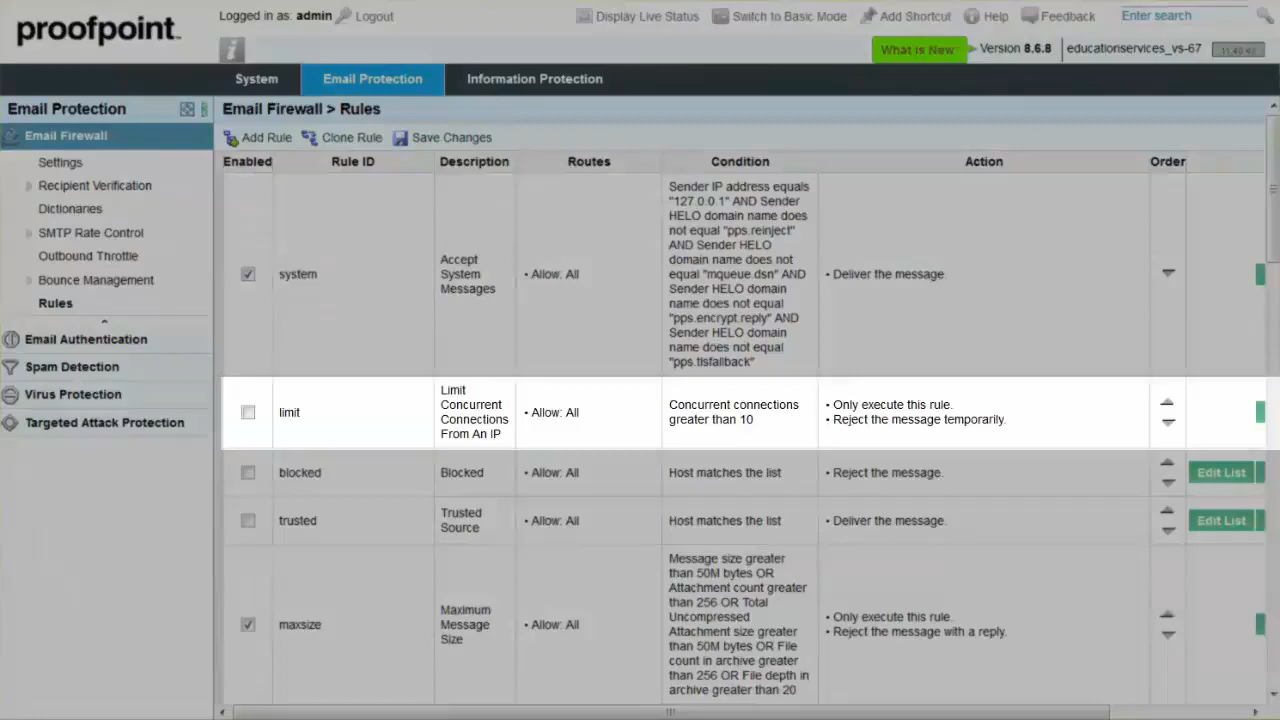 proofpoint
Logged in as: admin
Logout
Display Live Status
Switch to Basic Mode
Add Shortcut
Help
Feedback
Enter search
What is New
Version 8.6.8
educationservices_vs-67
System
Email Protection
Information Protection
Email Protection
Email Firewall
Settings
Recipient Verification
Dictionaries
SMTP Rate Control
Outbound Throttle
Bounce Management
Rules
Email Authentication
Spam Detection
Virus Protection
Targeted Attack Protection
Email Firewall > Rules
Add Rule
Clone Rule
Save Changes
Enabled
Rule ID
Description
Routes
Condition
Action
Order
system
Accept
System
Messages
• Allow: All
Sender IP address equals
"127.0.0.1" AND Sender
HELO domain name does
not equal "pps.reinject"
AND Sender HELO
domain name does not
equal "mqueue.dsn" AND
Sender HELO domain
name does not equal
"pps.encrypt.reply" AND
Sender HELO domain
name does not equal
"pps.tlsfallback"
• Deliver the message.
limit
Limit
Concurrent
Connections
From An IP
• Allow: All
Concurrent connections
greater than 10
• Only execute this rule.
• Reject the message temporarily.
blocked
Blocked
• Allow: All
Host matches the list
• Reject the message.
Edit List
trusted
Trusted
Source
• Allow: All
Host matches the list
• Deliver the message.
Edit List
maxsize
Maximum
Message
Size
• Allow: All
Message size greater
than 50M bytes OR
Attachment count greater
than 256 OR Total
Uncompressed
Attachment size greater
than 50M bytes OR File
count in archive greater
than 256 OR File depth in
archive greater than 20
• Only execute this rule.
• Reject the message with a reply.